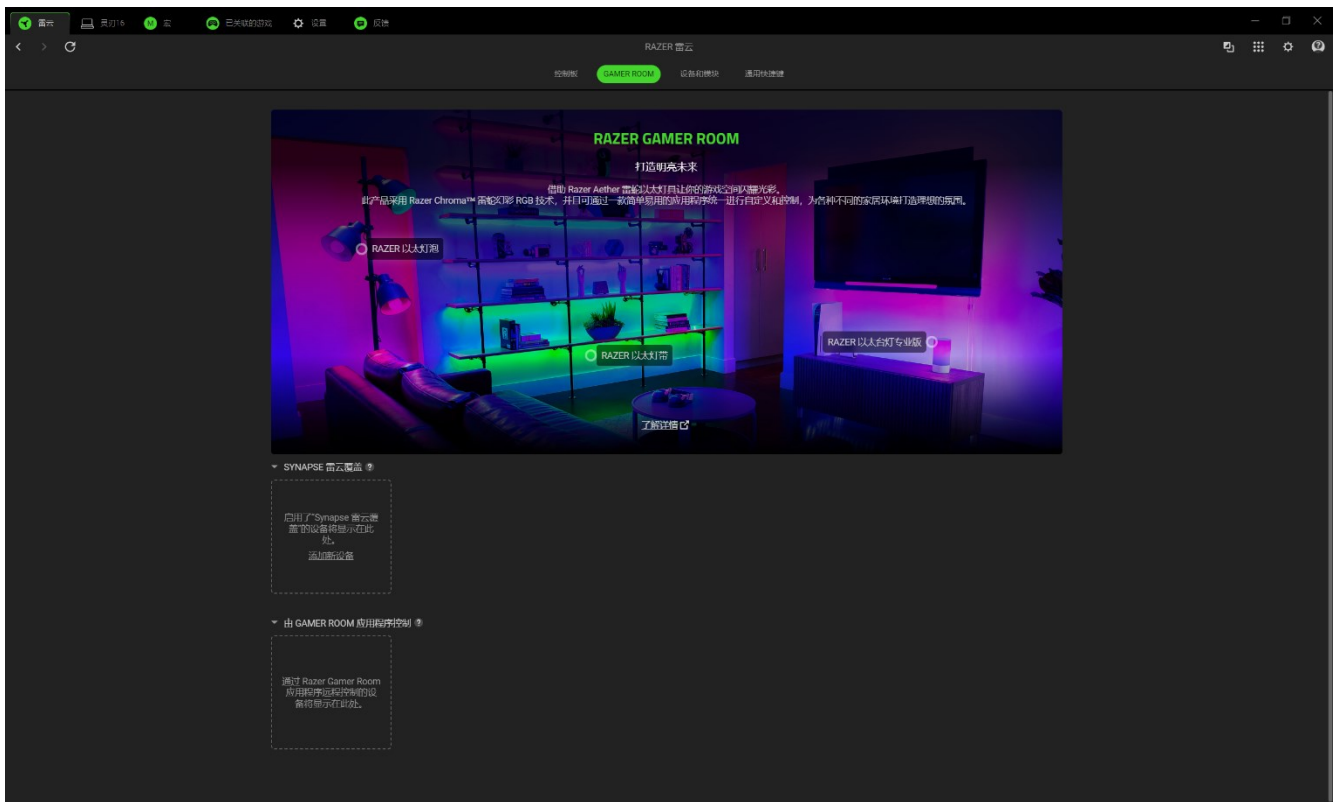 雷云
灵刃16
宏
已关联的游戏
设置
反馈
RAZER 雷云
控制板
GAMER ROOM
设备和模块
通用快捷键
RAZER GAMER ROOM
打造明亮未来
借助 Razer Aether 雷蛇以太灯具让你的游戏空间闪耀光彩。
此产品采用 Razer Chroma™ 雷蛇幻彩 RGB 技术，并且可通过一款简单易用的应用程序统一进行自定义和控制，为各种不同的家居环境打造理想的氛围。
RAZER 以太灯泡
RAZER 以太台灯专业版
RAZER 以太灯带
了解详情
SYNAPSE 雷云覆盖 ?
启用了“Synapse 雷云覆
盖”的设备将显示在此
处。
添加新设备
由 GAMER ROOM 应用程序控制 ?
通过 Razer Gamer Room
应用程序远程控制的设
备将显示在此处。